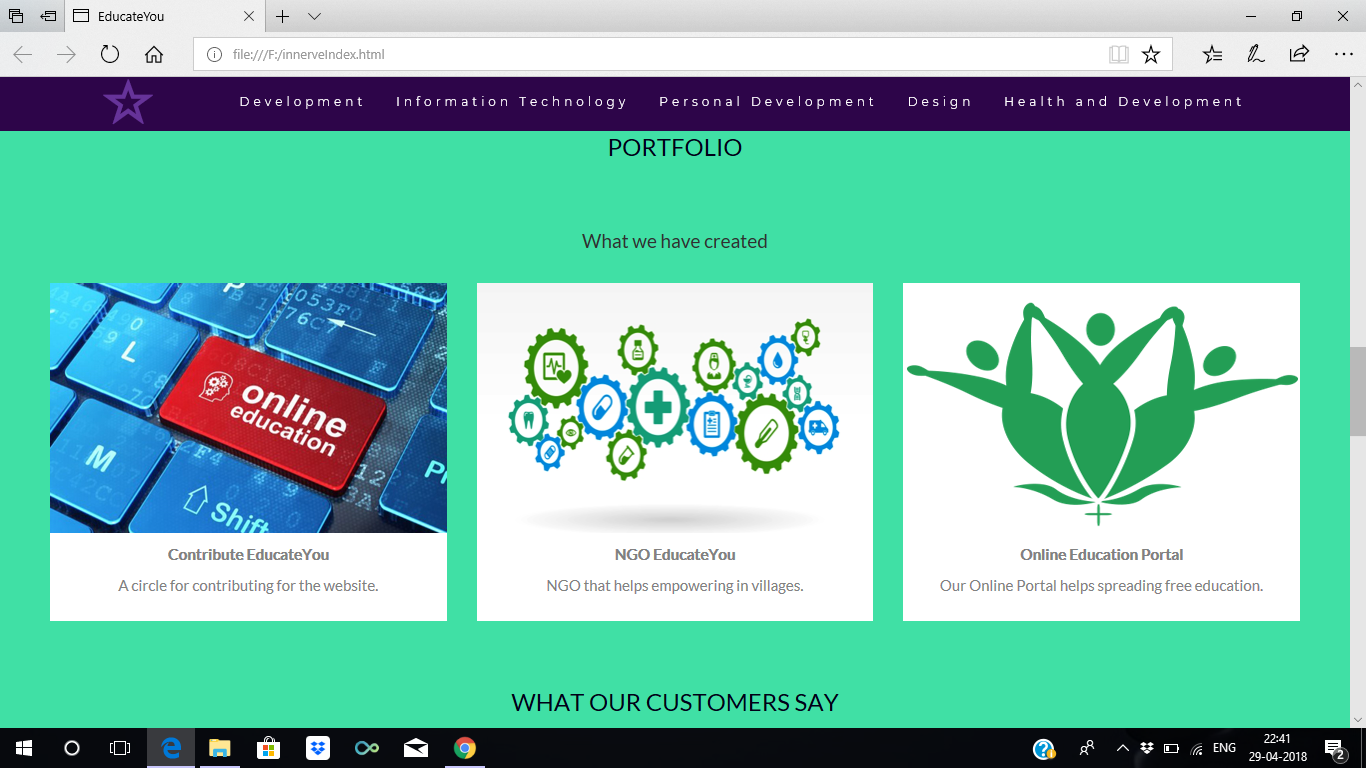 EducateYou
file:///F:/innerveIndex.html
Development Information Technology Personal Development Design Health and Development
PORTFOLIO
What we have created
online
education
L
M
Shift
Contribute EducateYou
A circle for contributing for the website.
NGO EducateYou
NGO that helps empowering in villages.
Online Education Portal
Our Online Portal helps spreading free education.
WHAT OUR CUSTOMERS SAY
ENG
22:41
29-04-2018
2